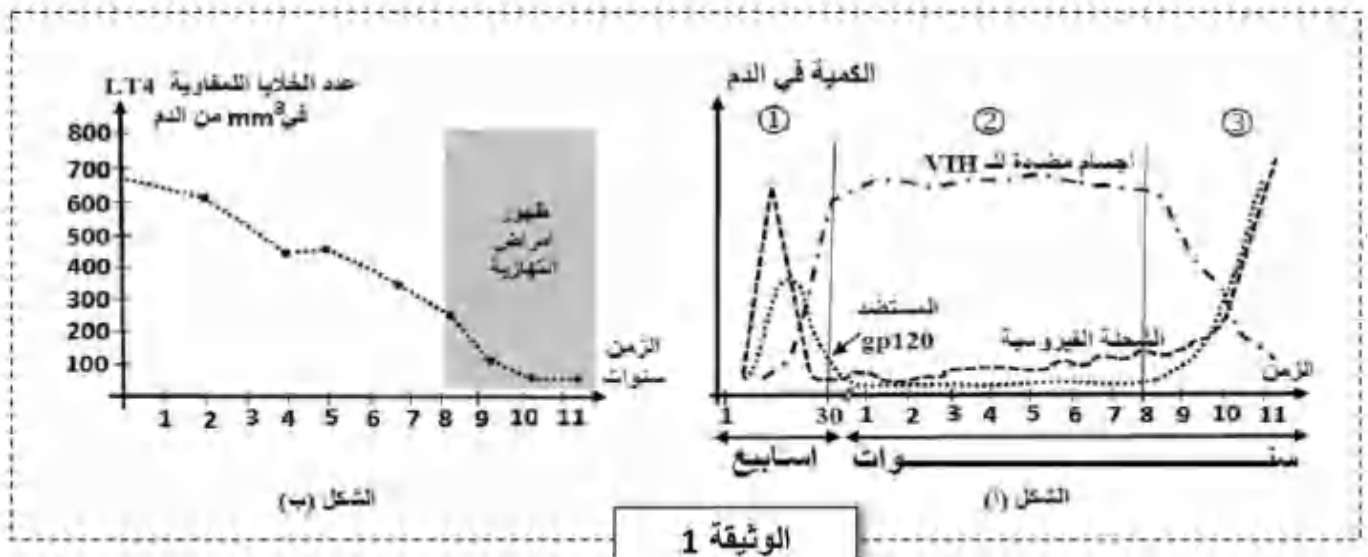 الكمية في الدم
① ② ③
أجسام مضادة لـ VIH
المستضد
gp120
الشحنة الفيروسية
الزمن
1 30 1 2 3 4 5 6 7 8 9 10 11
اسابيع
سنـــوات
الشكل (أ)
عدد الخلايا اللمفاوية LT4
في mm³ من الدم
800
700
600
500
400
300
200
100
ظهور
امراض
انتهازية
الزمن
سنوات
1 2 3 4 5 6 7 8 9 10 11
الشكل (ب)
الوثيقة 1